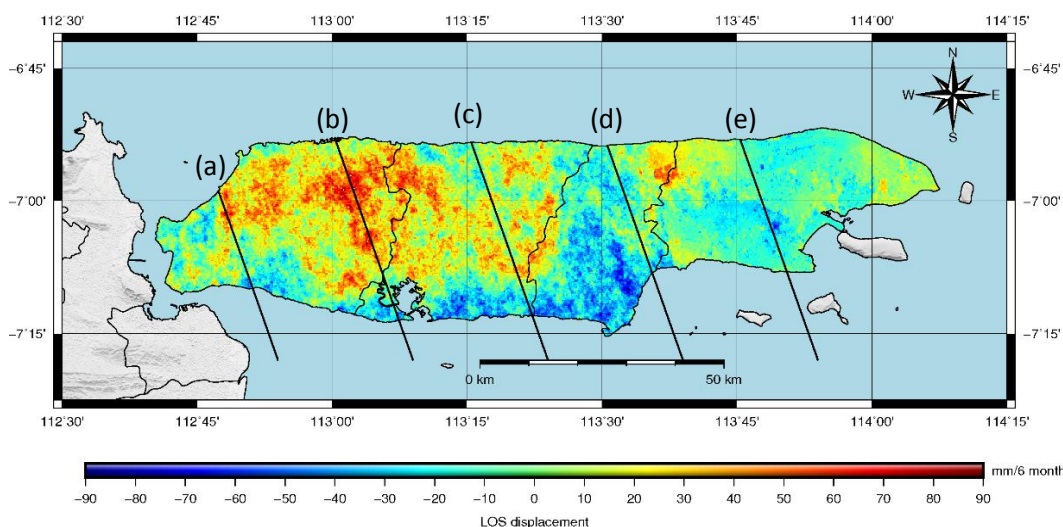 112°30' 112°45' 113°00' 113°15' 113°30' 113°45' 114°00' 114°15'
-6°45' -6°45'
N
W E
S
(a) (b) (c) (d) (e)
-7°00' -7°00'
-7°15' -7°15'
0 km 50 km
112°30' 112°45' 113°00' 113°15' 113°30' 113°45' 114°00' 114°15'
mm/6 month
-90 -80 -70 -60 -50 -40 -30 -20 -10 0 10 20 30 40 50 60 70 80 90
LOS displacement